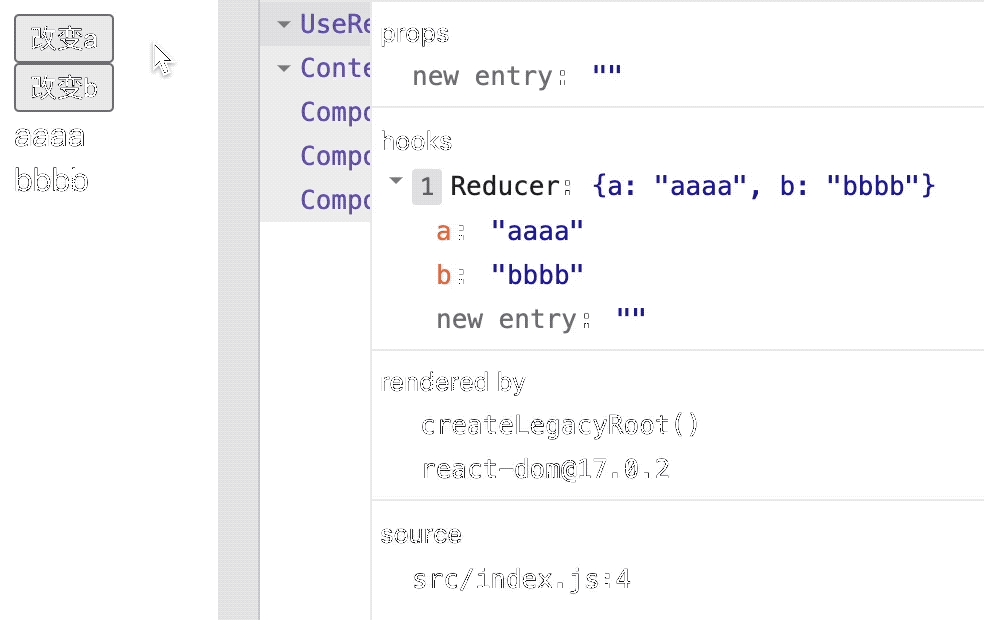 改变a
改变b
aaaa
bbbb
UseRe
Conte
Compo
Compo
Compo
props
new entry: ""
hooks
1 Reducer: {a: "aaaa", b: "bbbb"}
a: "aaaa"
b: "bbbb"
new entry: ""
rendered by
createLegacyRoot()
react-dom@17.0.2
source
src/index.js:4